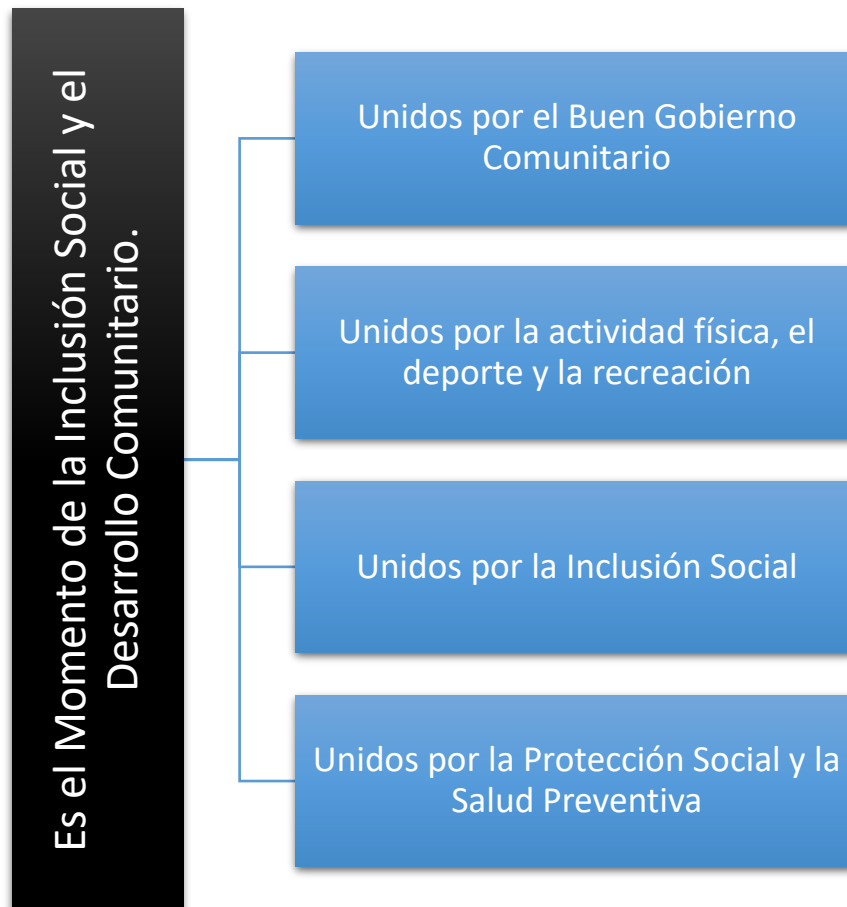 Es el Momento de la Inclusión Social y el
Desarrollo Comunitario.
Unidos por el Buen Gobierno
Comunitario
Unidos por la actividad física, el
deporte y la recreación
Unidos por la Inclusión Social
Unidos por la Protección Social y la
Salud Preventiva